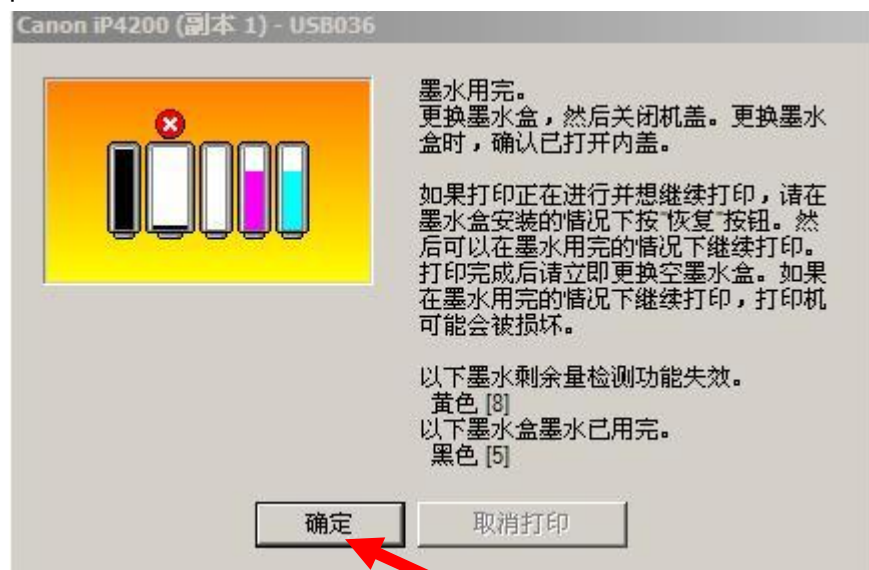 Canon iP4200 (副本 1) - USB036
墨水用完。
更换墨水盒，然后关闭机盖。更换墨水
盒时，确认已打开内盖。
如果打印正在进行并想继续打印，请在
墨水盒安装的情况下按"恢复"按钮。然
后可以在墨水用完的情况下继续打印。
打印完成后请立即更换空墨水盒。如果
在墨水用完的情况下继续打印，打印机
可能会被损坏。
以下墨水剩余量检测功能失效。
黄色 [8]
以下墨水盒墨水已用完。
黑色 [5]
确定
取消打印